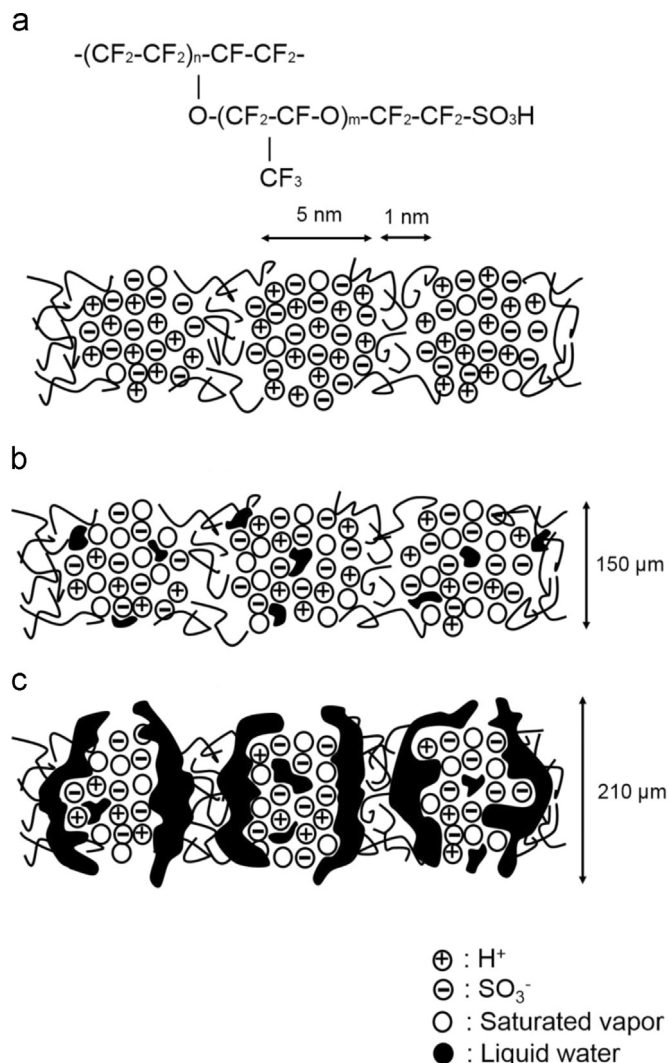 a
-(CF₂-CF₂)ₙ-CF-CF₂-
O-(CF₂-CF-O)ₘ-CF₂-CF₂-SO₃H
CF₃
5 nm 1 nm
b
150 µm
c
210 µm
⊕ : H⁺
⊖ : SO₃⁻
○ : Saturated vapor
● : Liquid water